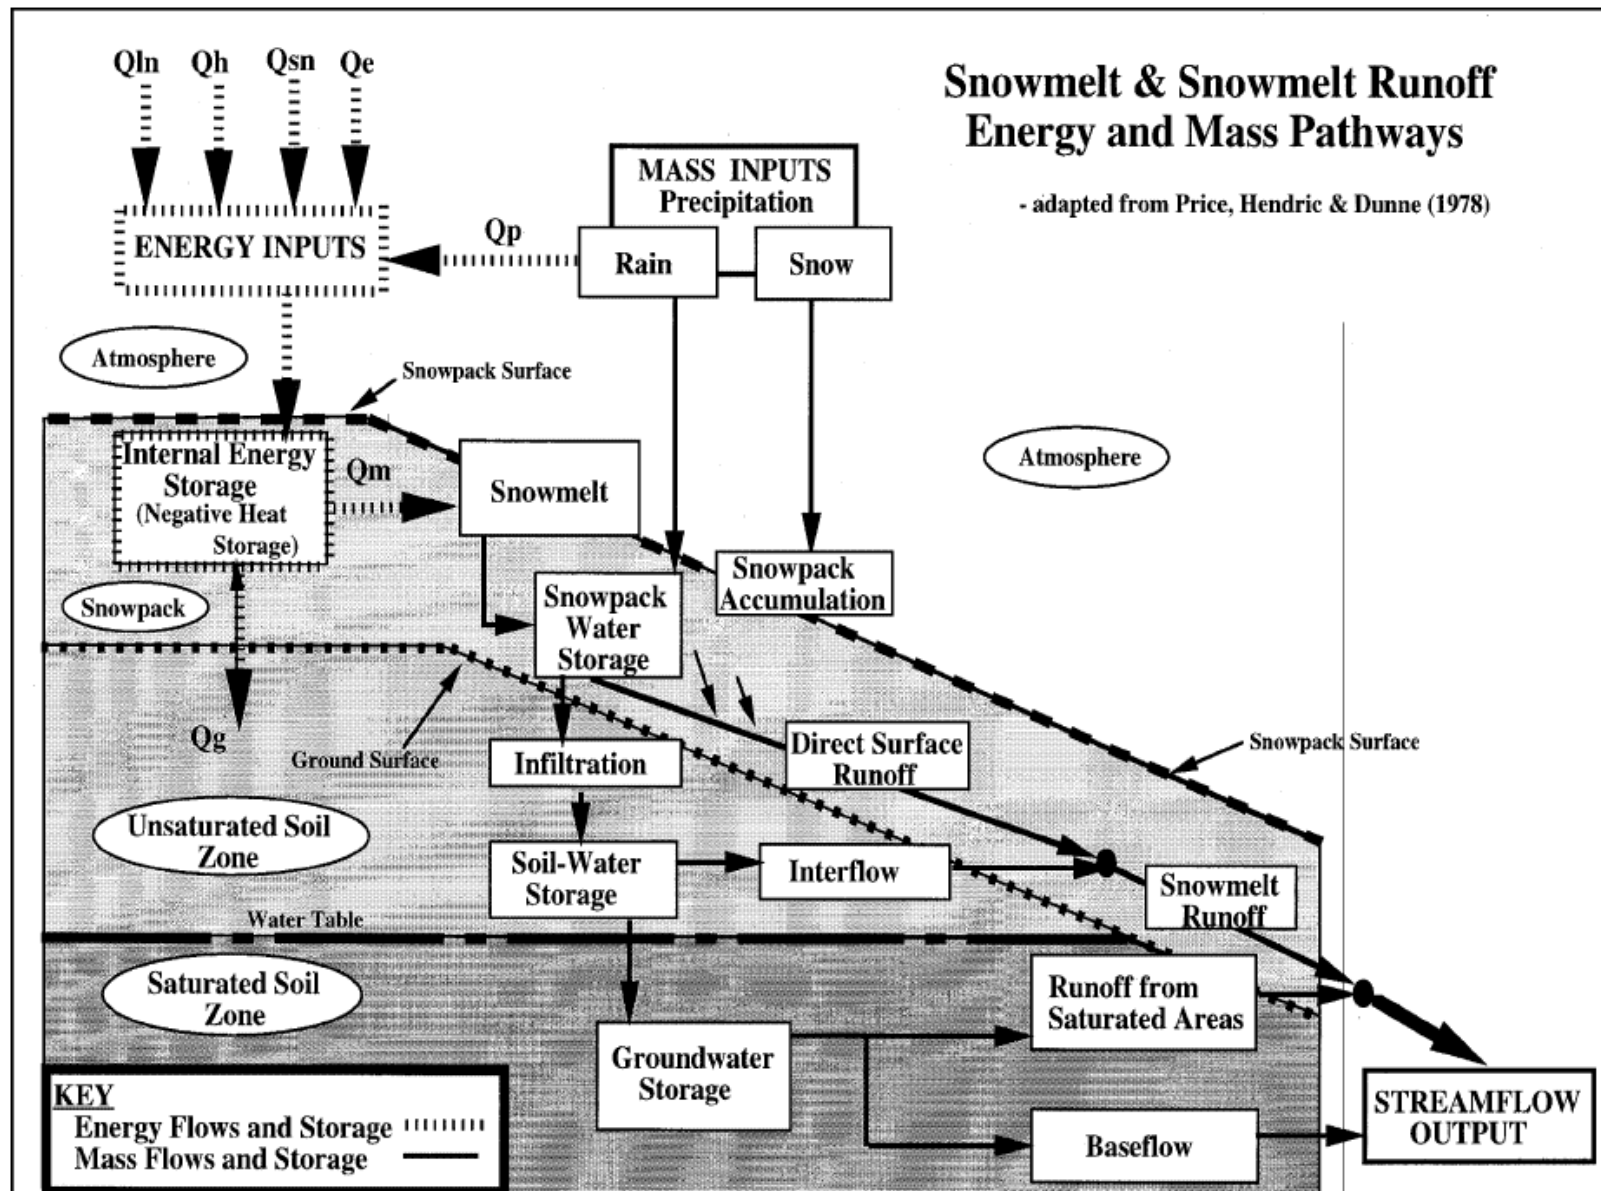 Qln Qh Qsn Qe
Snowmelt & Snowmelt Runoff
Energy and Mass Pathways
- adapted from Price, Hendric & Dunne (1978)
MASS INPUTS
Precipitation
ENERGY INPUTS
Qp
Rain
Snow
Atmosphere
Snowpack Surface
Internal Energy
Storage
(Negative Heat
Storage)
Qm
Snowmelt
Atmosphere
Snowpack
Snowpack
Water
Storage
Snowpack
Accumulation
Qg
Ground Surface
Infiltration
Direct Surface
Runoff
Snowpack Surface
Unsaturated Soil
Zone
Soil-Water
Storage
Interflow
Snowmelt
Runoff
Water Table
Saturated Soil
Zone
Runoff from
Saturated Areas
Groundwater
Storage
Baseflow
STREAMFLOW
OUTPUT
KEY
Energy Flows and Storage
Mass Flows and Storage